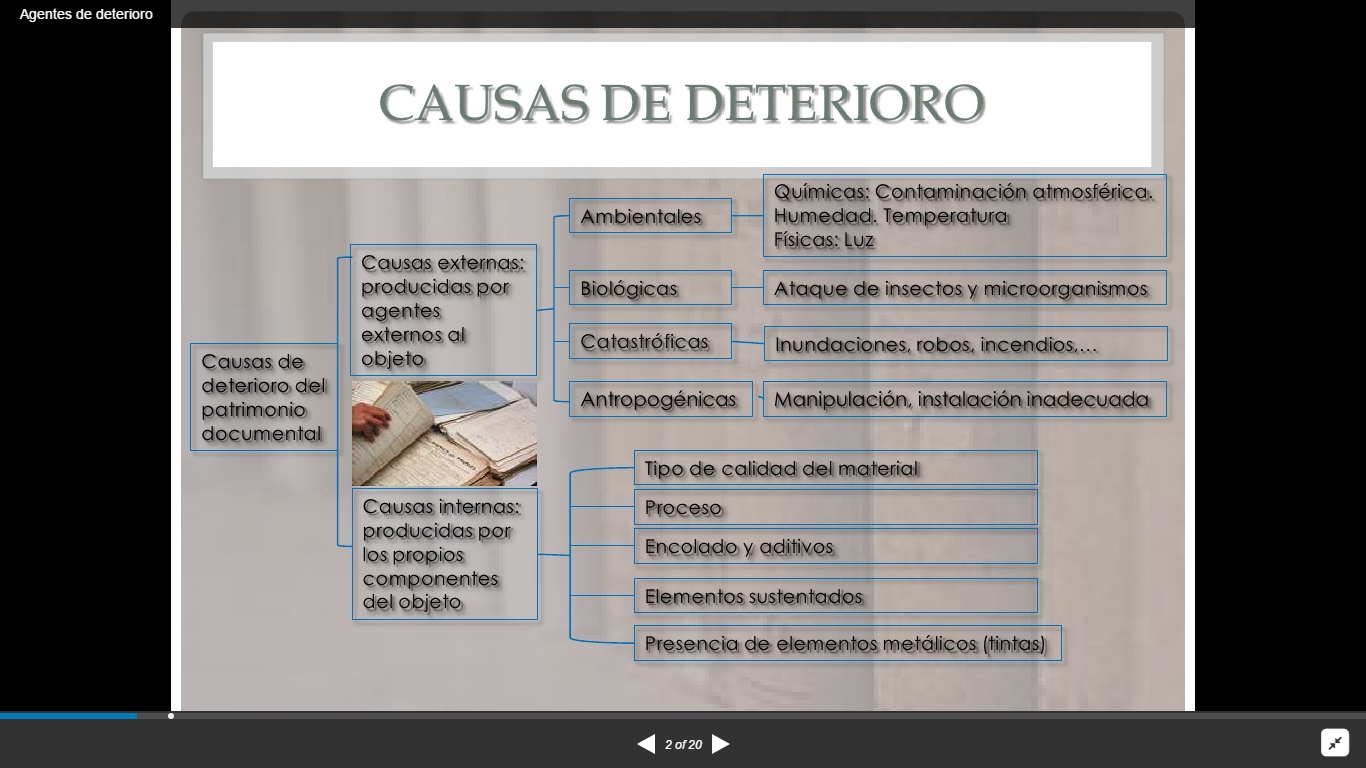 Agentes de deterioro
CAUSAS DE DETERIORO
Causas de
deterioro del
patrimonio
documental
Causas externas:
producidas por
agentes
externos al
objeto
Ambientales
Químicas: Contaminación atmosférica.
Humedad. Temperatura
Físicas: Luz
Biológicas
Ataque de insectos y microorganismos
Catastróficas
Inundaciones, robos, incendios,…
Antropogénicas
Manipulación, instalación inadecuada
Causas internas:
producidas por
los propios
componentes
del objeto
Tipo de calidad del material
Proceso
Encolado y aditivos
Elementos sustentados
Presencia de elementos metálicos (tintas)
2 of 20